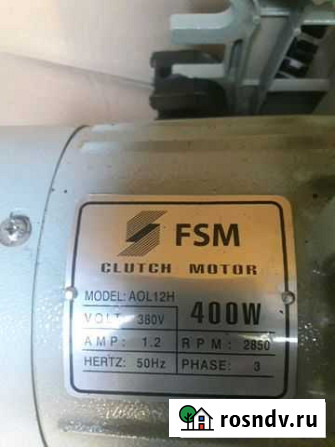 FSM
CLUTCH MOTOR
MODEL: AOL12H
VOLT: 380V
400W
AMP: 1.2
RPM: 2850
HERTZ: 50Hz
PHASE: 3
rosndv.ru